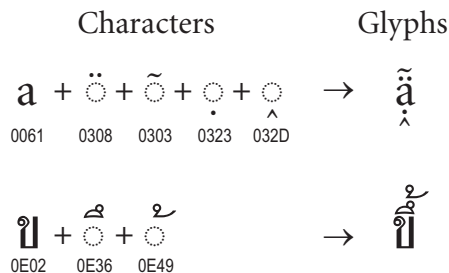 Characters Glyphs
a + ◌̈ + ◌̃ + ◌̣ + ◌̭ → ạ̭̈̃
0061 0308 0303 0323 032D
ข + ◌ึ + ◌้ → ขึ้
0E02 0E36 0E49